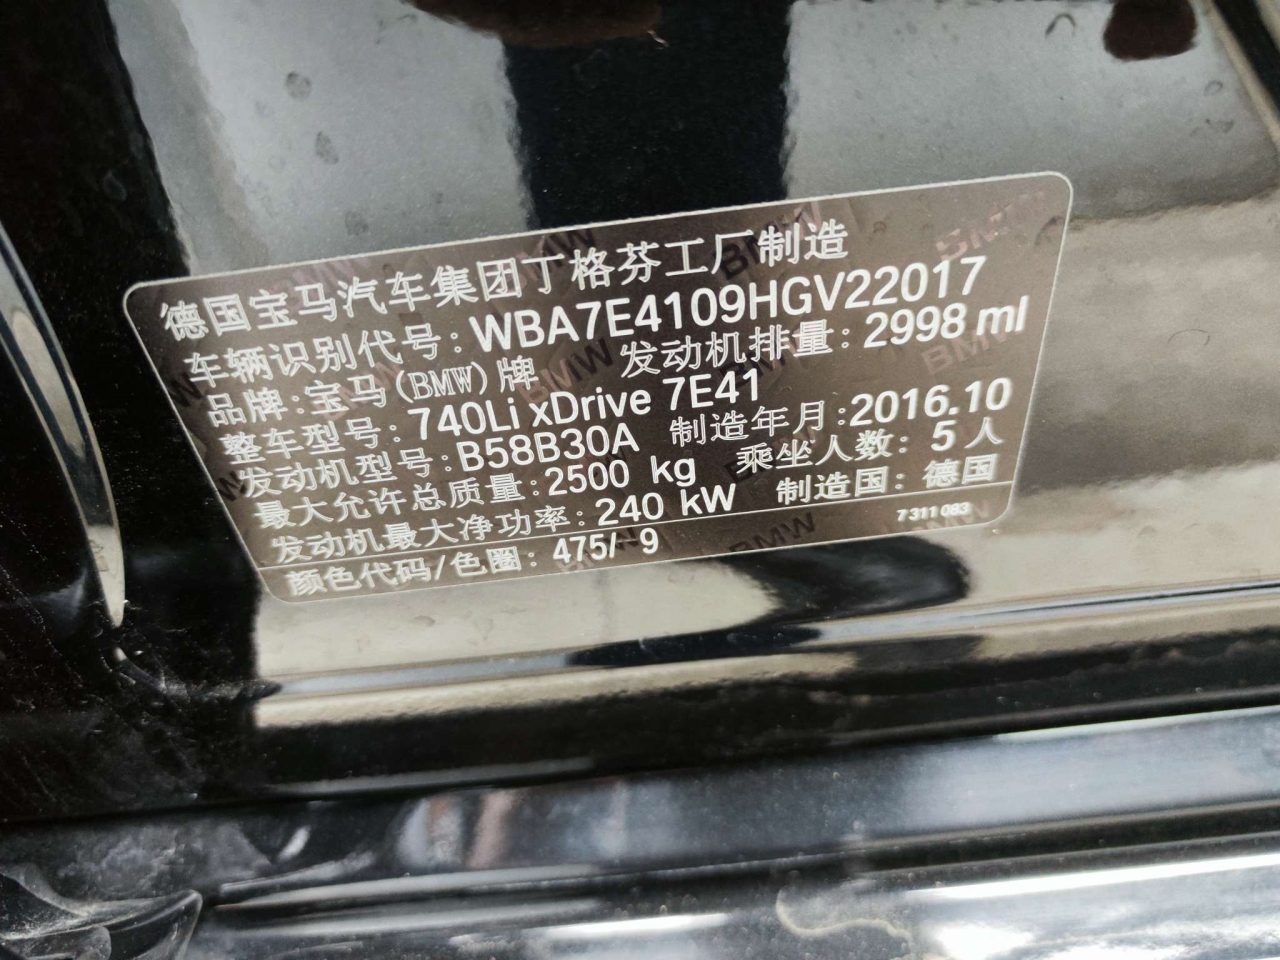 德国宝马汽车集团丁格芬工厂制造
车辆识别代号: WBA7E4109HGV22017
品牌: 宝马(BMW)牌 发动机排量: 2998 ml
整车型号: 740Li xDrive 7E41
发动机型号: B58B30A 制造年月: 2016.10
最大允许总质量: 2500 kg 乘坐人数: 5 人
发动机最大净功率: 240 kW 制造国: 德国
颜色代码/色圈: 475/ 9 7 311 083